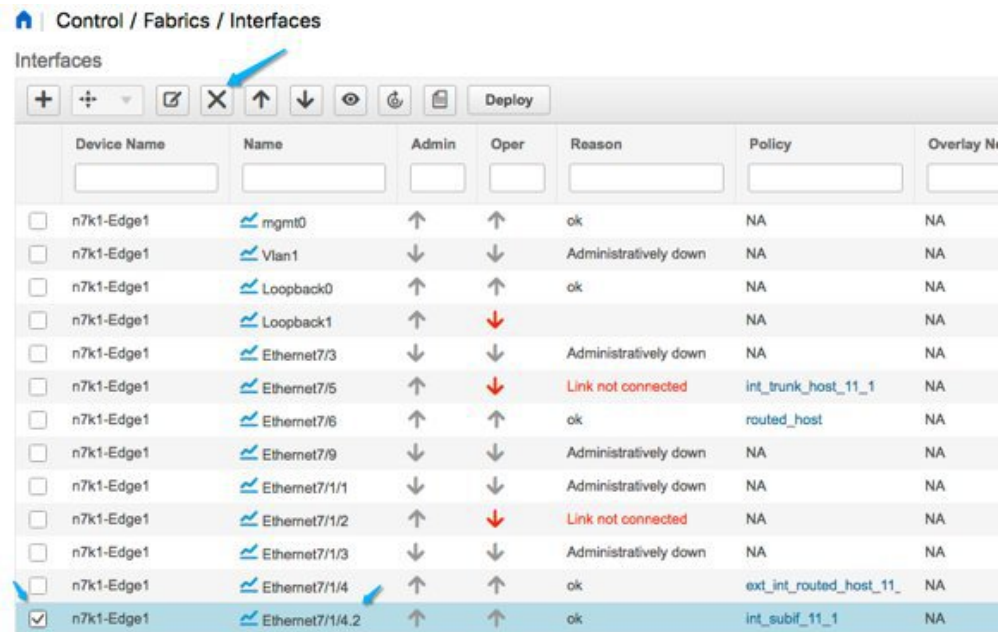 Control / Fabrics / Interfaces
Interfaces
Deploy
Device Name Name Admin Oper Reason Policy Overlay Ne
n7k1-Edge1 mgmt0 ok NA NA
n7k1-Edge1 Vlan1 Administratively down NA NA
n7k1-Edge1 Loopback0 ok NA NA
n7k1-Edge1 Loopback1 NA NA
n7k1-Edge1 Ethernet7/3 Administratively down NA NA
n7k1-Edge1 Ethernet7/5 Link not connected int_trunk_host_11_1 NA
n7k1-Edge1 Ethernet7/6 ok routed_host NA
n7k1-Edge1 Ethernet7/9 Administratively down NA NA
n7k1-Edge1 Ethernet7/1/1 Administratively down NA NA
n7k1-Edge1 Ethernet7/1/2 Link not connected NA NA
n7k1-Edge1 Ethernet7/1/3 Administratively down NA NA
n7k1-Edge1 Ethernet7/1/4 ok ext_int_routed_host_11_ NA
n7k1-Edge1 Ethernet7/1/4.2 ok int_subif_11_1 NA